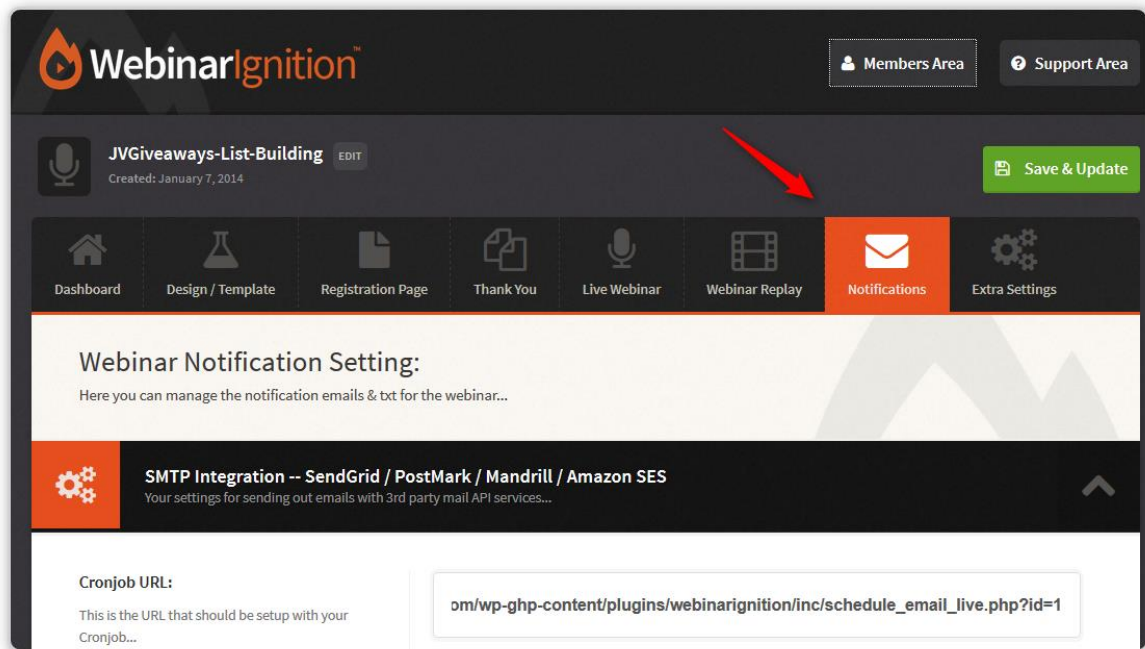 WebinarIgnition™
Members Area
Support Area
JVGiveaways-List-Building EDIT
Created: January 7, 2014
Save & Update
Dashboard
Design / Template
Registration Page
Thank You
Live Webinar
Webinar Replay
Notifications
Extra Settings
Webinar Notification Setting:
Here you can manage the notification emails & txt for the webinar...
SMTP Integration -- SendGrid / PostMark / Mandrill / Amazon SES
Your settings for sending out emails with 3rd party mail API services...
Cronjob URL:
This is the URL that should be setup with your
Cronjob...
om/wp-ghp-content/plugins/webinarignition/inc/schedule_email_live.php?id=1